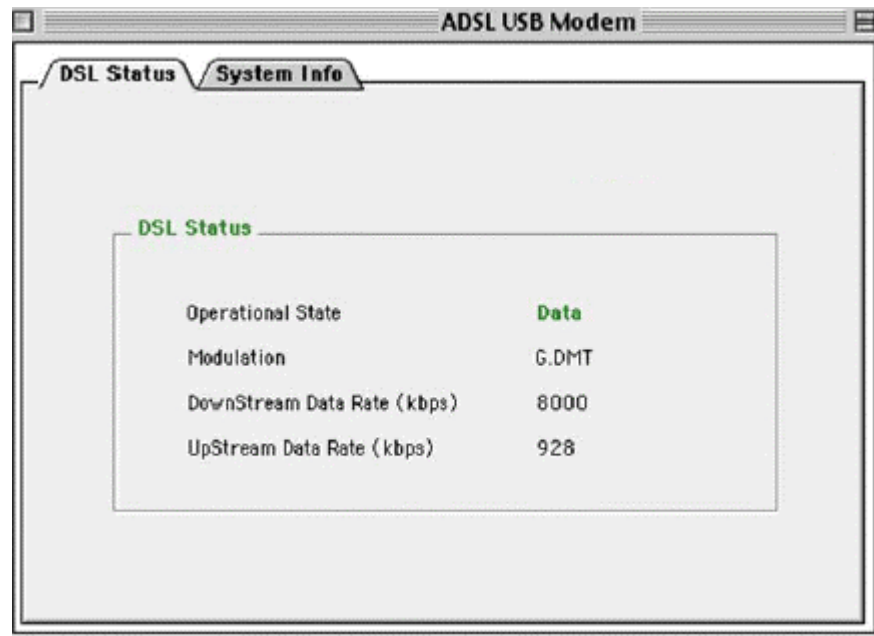 ADSL USB Modem
DSL Status System Info
DSL Status
Operational State Data
Modulation G.DMT
DownStream Data Rate (kbps) 8000
UpStream Data Rate (kbps) 928